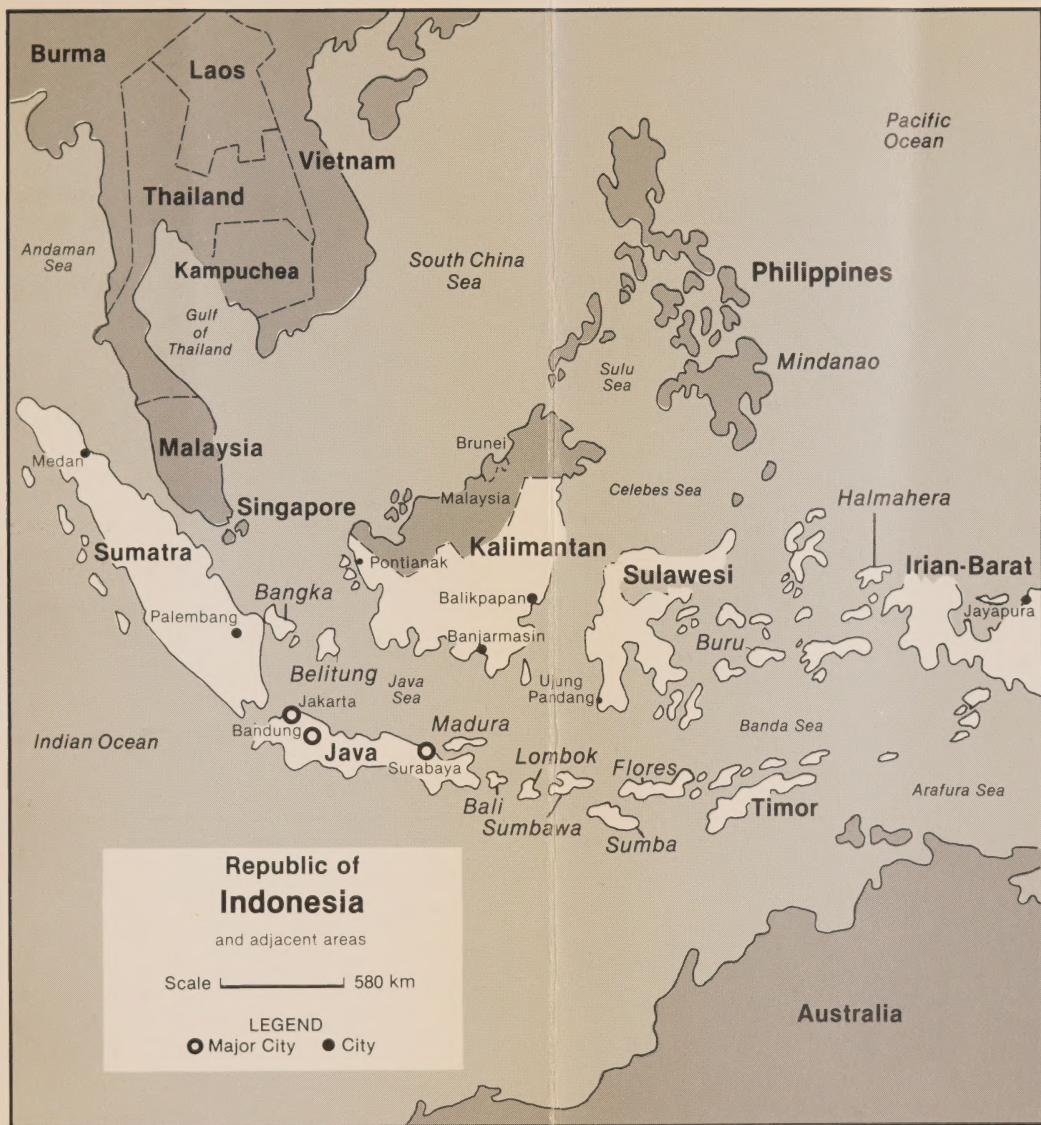 Burma
Laos
Pacific
Ocean
Vietnam
Thailand
Andaman
Sea
South China
Sea
Kampuchea
Philippines
Gulf
of
Thailand
Sulu
Sea
Mindanao
Brunei
Malaysia
Medan
Malaysia
Celebes Sea
Halmahera
Singapore
Sumatra
Kalimantan
Pontianak
Sulawesi
Irian-Barat
Bangka
Balikpapan
Jayapura
Palembang
Banjarmasin
Buru
Belitung
Java
Sea
Ujung
Pandang
Jakarta
Bandung
Madura
Banda Sea
Indian Ocean
Java
Surabaya
Lombok
Flores
Bali
Sumbawa
Timor
Arafura Sea
Sumba
Republic of
Indonesia
and adjacent areas
Scale 580 km
LEGEND
Major City City
Australia